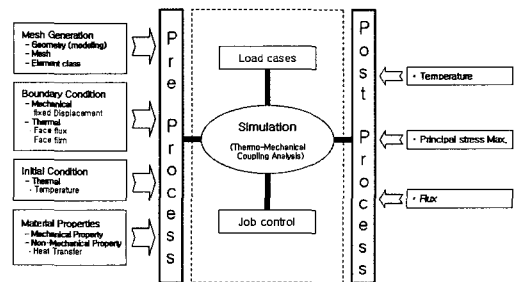 Mesh Generation
- Geometry (modelling)
- Mesh
- Element class
Boundary Condition
- Mechanical
fixed Displacement
- Thermal
- Face flux
Face film
Initial Condition
- Thermal
- Temperature
Material Properties
- Mechanical Property
- Non-Mechanical Property
- Heat Transfer
Pre Process
Load cases
Simulation
(Thermo-Mechanical
Coupling Analysis)
Job control
Post Process
· Temperature
· Principal stress Max.
· Flux